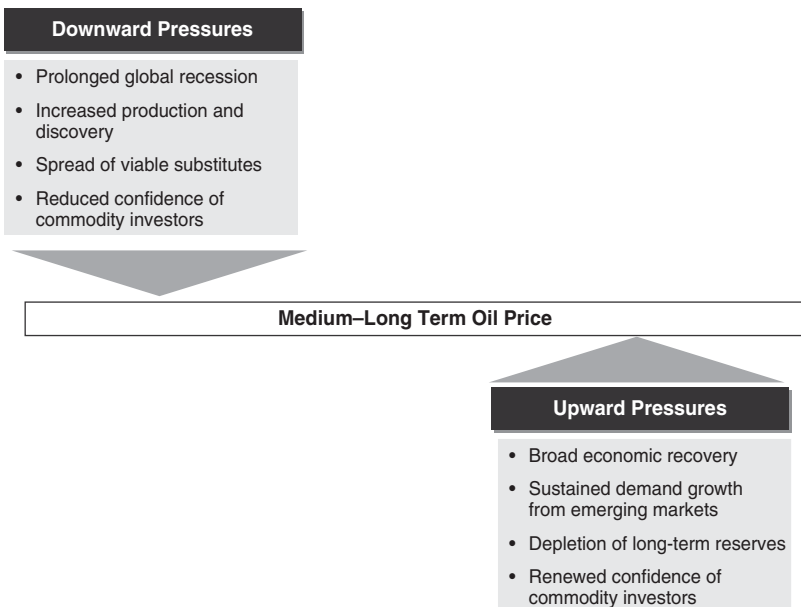 Downward Pressures
• Prolonged global recession
• Increased production and
discovery
• Spread of viable substitutes
• Reduced confidence of
commodity investors
Medium–Long Term Oil Price
Upward Pressures
• Broad economic recovery
• Sustained demand growth
from emerging markets
• Depletion of long-term reserves
• Renewed confidence of
commodity investors